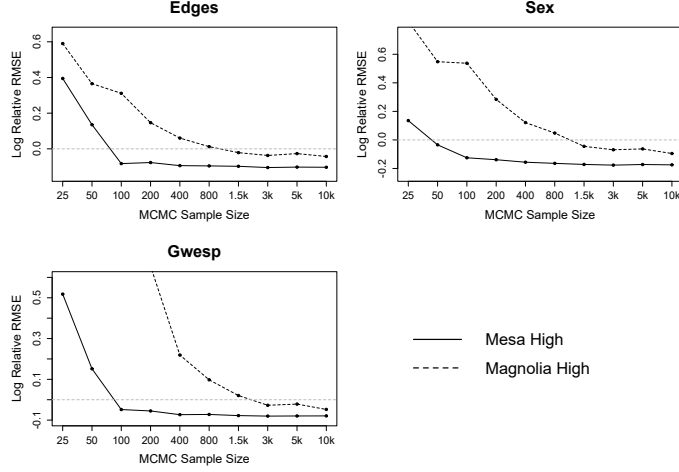 Edges
Log Relative RMSE
0.6
0.4
0.2
0.0
25 50 100 200 400 800 1.5k 3k 5k 10k
MCMC Sample Size
Sex
Log Relative RMSE
0.6
0.4
0.2
0.0
-0.2
25 50 100 200 400 800 1.5k 3k 5k 10k
MCMC Sample Size
Gwesp
Log Relative RMSE
0.5
0.3
0.1
-0.1
25 50 100 200 400 800 1.5k 3k 5k 10k
MCMC Sample Size
Mesa High
Magnolia High